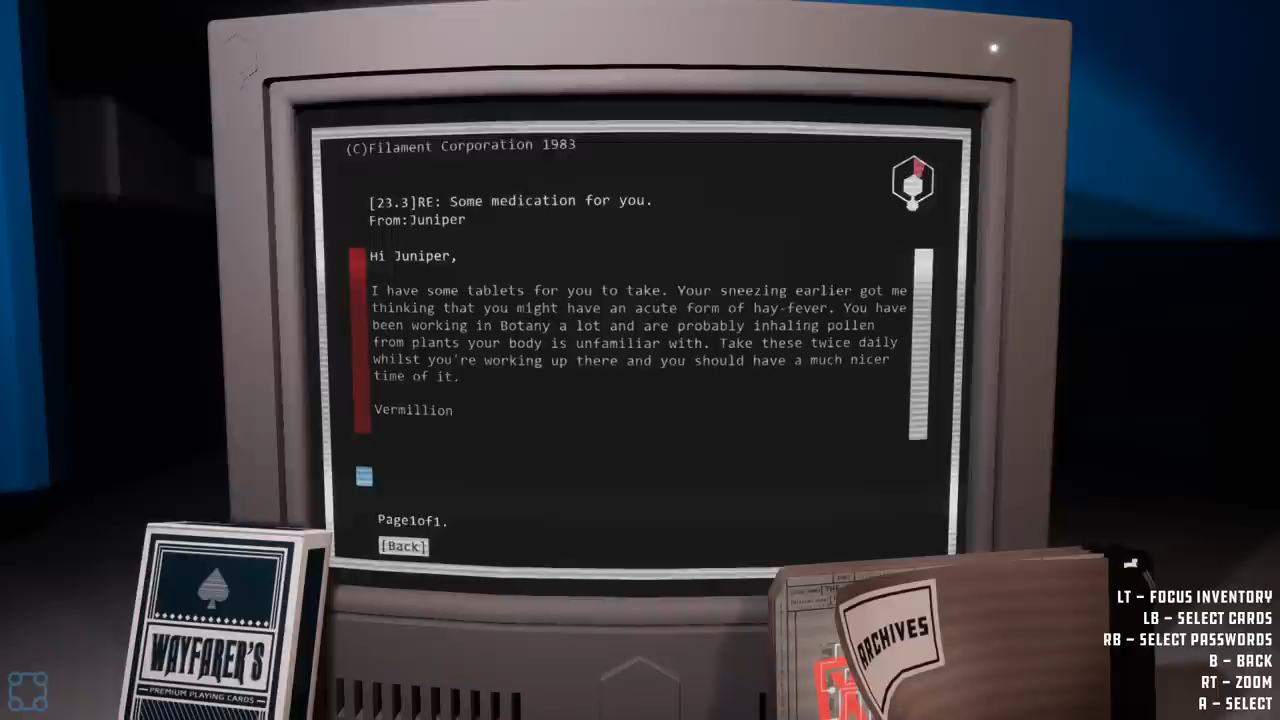 (C)Filament Corporation 1983
[23.3]RE: Some medication for you.
From:Juniper
Hi Juniper,
I have some tablets for you to take. Your sneezing earlier got me
thinking that you might have an acute form of hay-fever. You have
been working in Botany a lot and are probably inhaling pollen
from plants your body is unfamiliar with. Take these twice daily
whilst you're working up there and you should have a much nicer
time of it.
Vermillion
Page1of1.
[Back]
WAYFARER'S
PREMIUM PLAYING CARDS
ARCHIVES
LT - FOCUS INVENTORY
LB - SELECT CARDS
RB - SELECT PASSWORDS
B - BACK
RT - ZOOM
A - SELECT